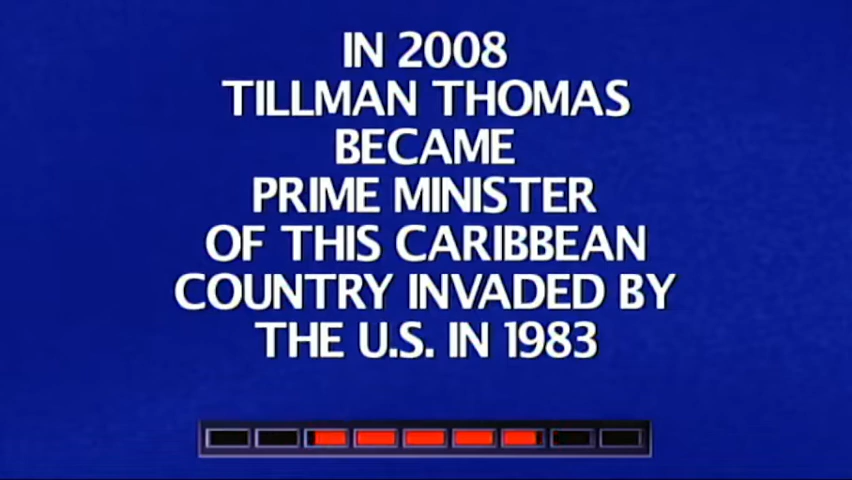 IN 2008
TILLMAN THOMAS
BECAME
PRIME MINISTER
OF THIS CARIBBEAN
COUNTRY INVADED BY
THE U.S. IN 1983